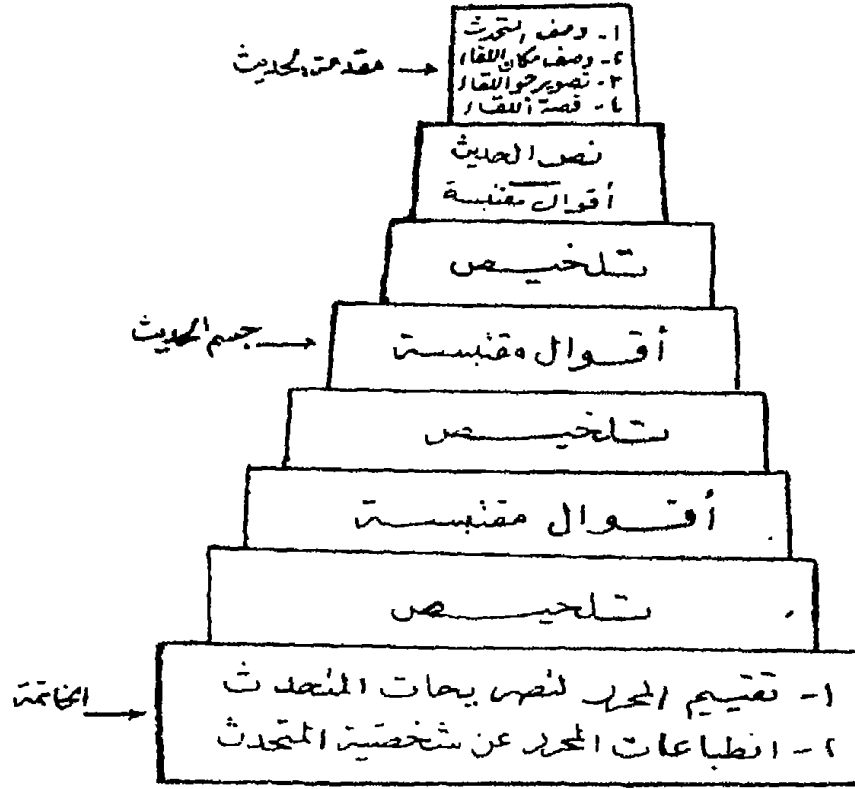 ١- وصف المتحدث
٢- وصف مكان اللقاء
٣- تصوير جو اللقاء
٤- قصة اللقاء
مقدمة الحديث
نص الحديث
أقوال مقتبسة
تلخيص
جسم الحديث
أقوال مقتبسة
تلخيص
أقوال مقتبسة
تلخيص
الخاتمة
١- تقييم المحرر لتصريحات المتحدث
٢- انطباعات المحرر عن شخصية المتحدث